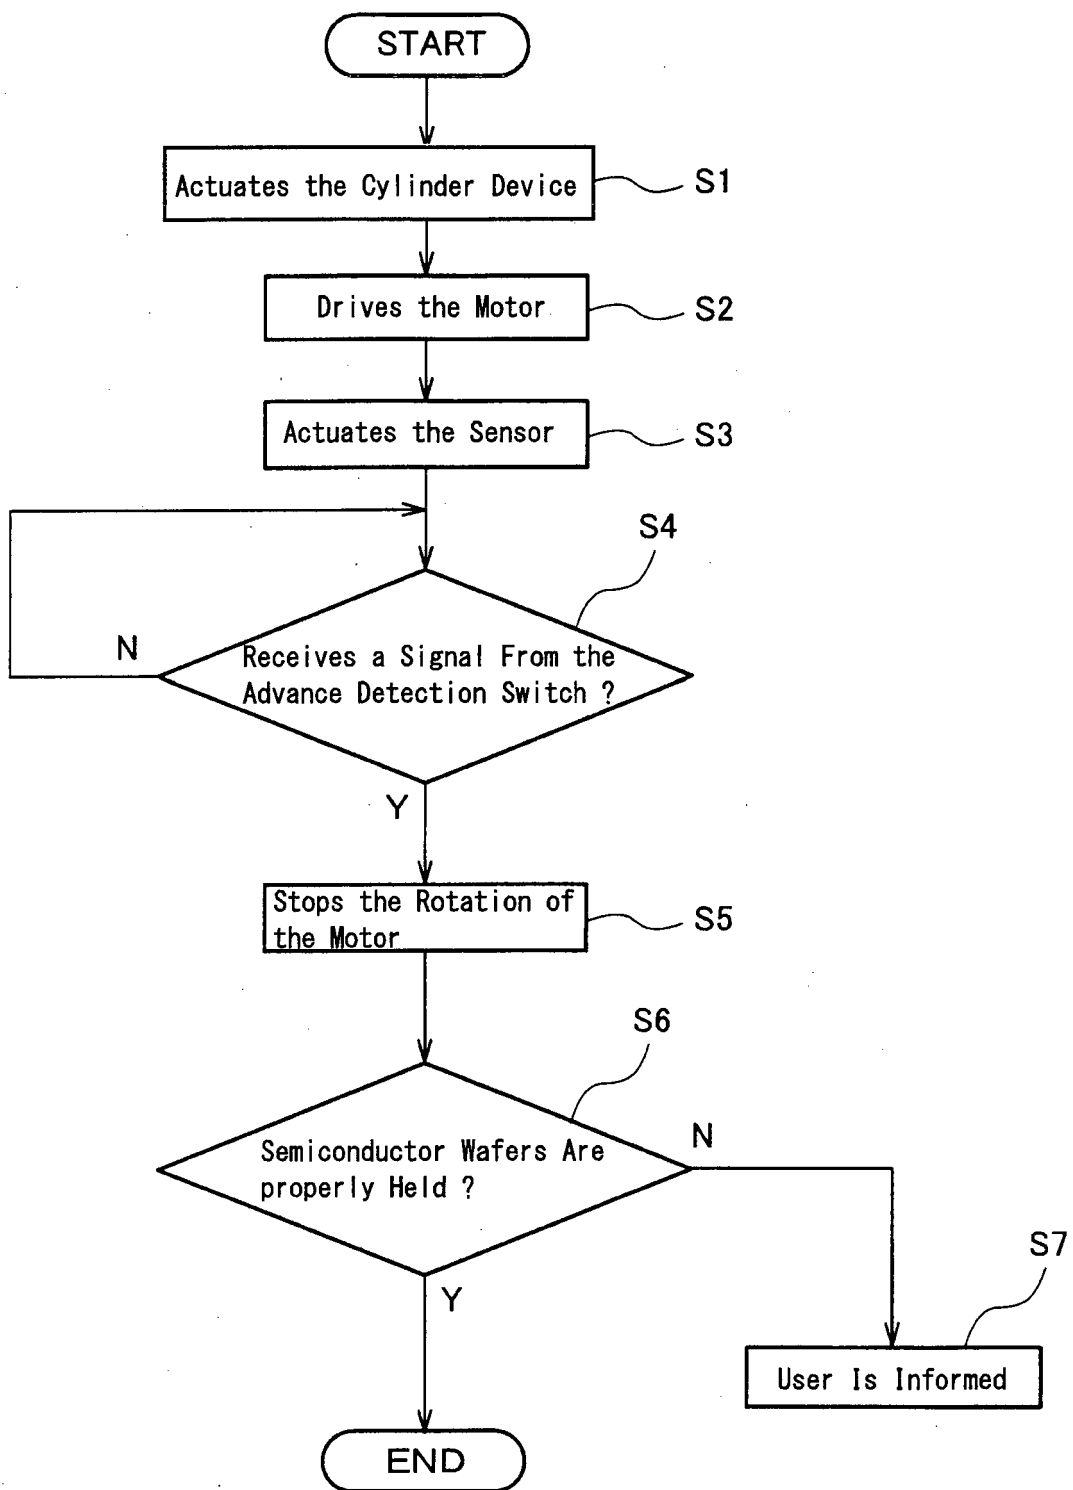 START
Actuates the Cylinder Device
S1
Drives the Motor
S2
Actuates the Sensor
S3
S4
N
Receives a Signal From the
Advance Detection Switch ?
Y
Stops the Rotation of
the Motor
S5
S6
N
Semiconductor Wafers Are
properly Held ?
Y
S7
User Is Informed
END